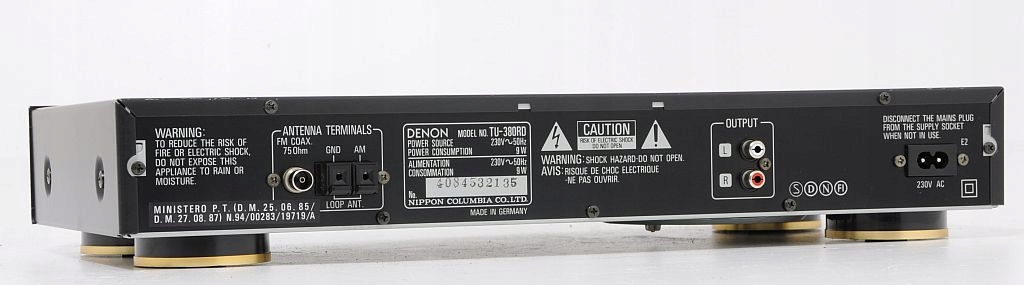 WARNING:
TO REDUCE THE RISK OF
FIRE OR ELECTRIC SHOCK,
DO NOT EXPOSE THIS
APPLIANCE TO RAIN OR
MOISTURE.
MINISTERO P.T. (D.M. 25. 06. 85/
D.M. 27. 08. 87) N.94/00283/19719/A
ANTENNA TERMINALS
FM COAX.
75 Ohm
GND AM
LOOP ANT.
DENON MODEL NO. TU-380RD
POWER SOURCE 230V~50Hz
POWER CONSUMPTION 9W
ALIMENTATION 230V~50Hz
CONSOMMATION 9W
No. 4084532135
NIPPON COLUMBIA CO., LTD.
MADE IN GERMANY
CAUTION
RISK OF ELECTRIC SHOCK
DO NOT OPEN
WARNING: SHOCK HAZARD-DO NOT OPEN.
AVIS: RISQUE DE CHOC ELECTRIQUE
-NE PAS OUVRIR.
OUTPUT
L
R
S D N FI
DISCONNECT THE MAINS PLUG
FROM THE SUPPLY SOCKET
WHEN NOT IN USE
E2
230V AC